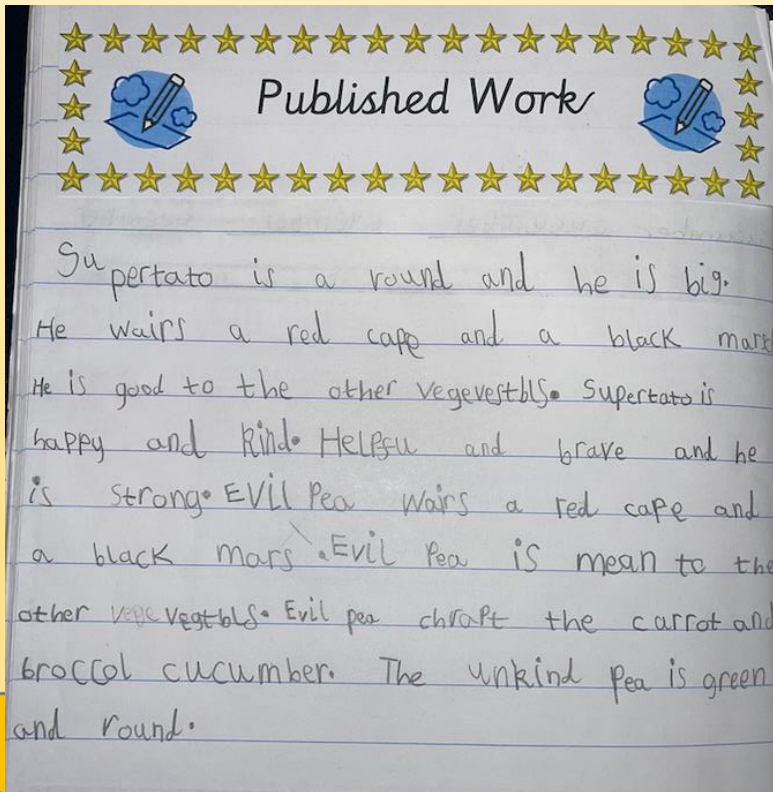 Published Work
Supertato is a round and he is big.
He wairs a red cape and a black mark
He is good to the other vegevestbls. Supertato is
happy and kind. Helpfu and brave and he
is strong. Evil Pea wairs a red cape and
a black mars. Evil Pea is mean to the
other vegtbls. Evil pea chrapt the carrot and
broccol cucumber. The unkind Pea is green
and round.